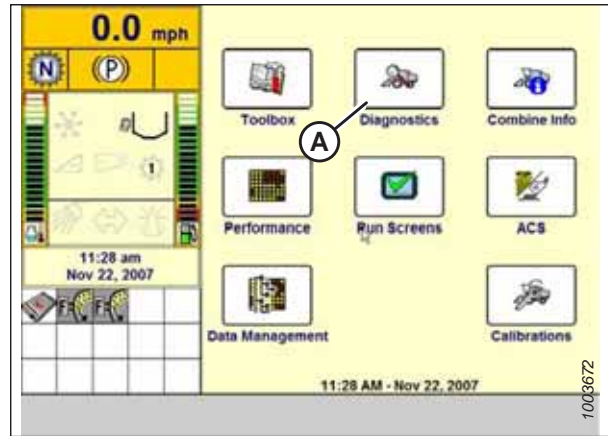 0.0 mph
N (P)
1
11:28 am
Nov 22, 2007
F F
Toolbox Diagnostics Combine Info
A
Performance Run Screens ACS
Data Management Calibrations
11:28 AM - Nov 22, 2007
1003672